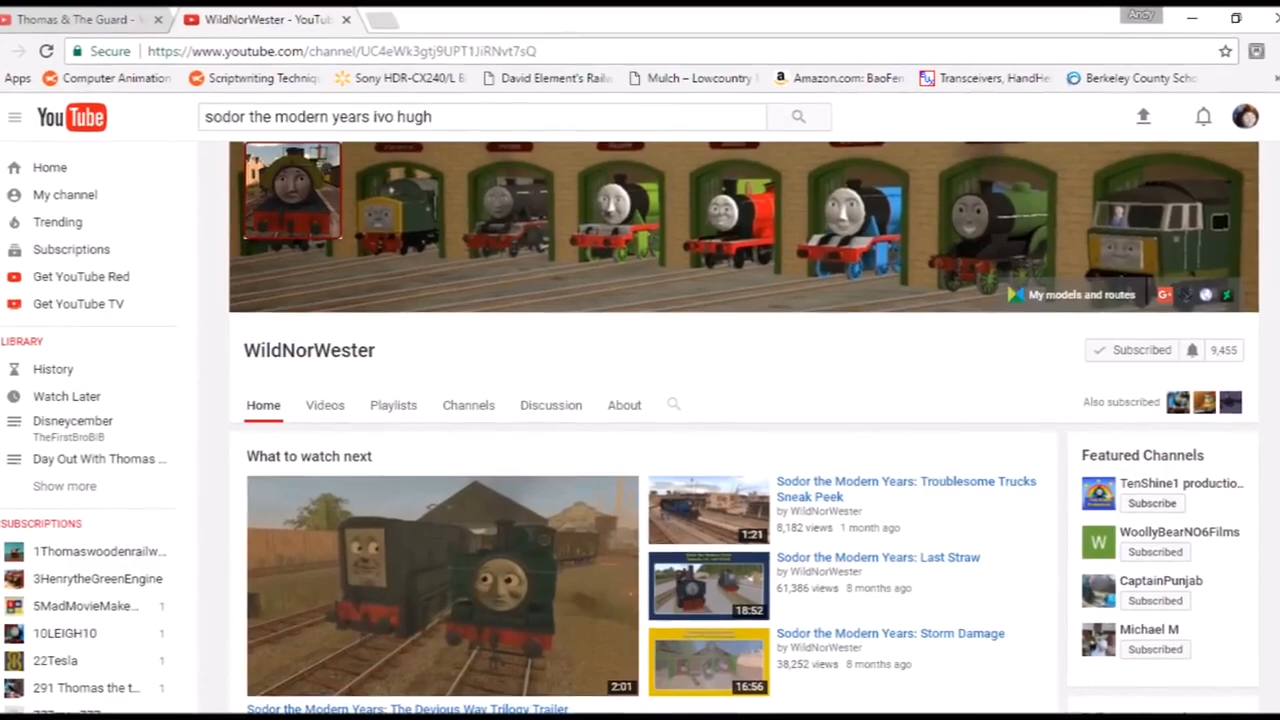 Thomas & The Guard -
WildNorWester - YouTu
Andy
Secure
https://www.youtube.com/channel/UC4eWk3gtj9UPT1JiRNvt7sQ
Apps
Computer Animation
Scriptwriting Techniq
Sony HDR-CX240/L B
David Element's Railw
Mulch – Lowcountry
Amazon.com: BaoFen
Transceivers, HandHe
Berkeley County Scho
YouTube
sodor the modern years ivo hugh
Home
My channel
Trending
Subscriptions
Get YouTube Red
Get YouTube TV
LIBRARY
History
Watch Later
Disneycember
TheFirstBroBIB
Day Out With Thomas ...
Show more
SUBSCRIPTIONS
1Thomaswoodenrailw...
3HenrytheGreenEngine
5MadMovieMake... 1
10LEIGH10 1
22Tesla 1
291 Thomas the t... 1
My models and routes
G+
WildNorWester
Subscribed
9,455
Home
Videos
Playlists
Channels
Discussion
About
Also subscribed
What to watch next
2:01
Sodor the Modern Years: The Devious Way Trilogy Trailer
1:21
Sodor the Modern Years: Troublesome Trucks
Sneak Peek
by WildNorWester
8,182 views 1 month ago
18:52
Sodor the Modern Years: Last Straw
by WildNorWester
61,386 views 8 months ago
16:56
Sodor the Modern Years: Storm Damage
by WildNorWester
38,252 views 8 months ago
Featured Channels
TenShine1 productio...
Subscribe
W
WoollyBearNO6Films
Subscribed
CaptainPunjab
Subscribed
Michael M
Subscribed